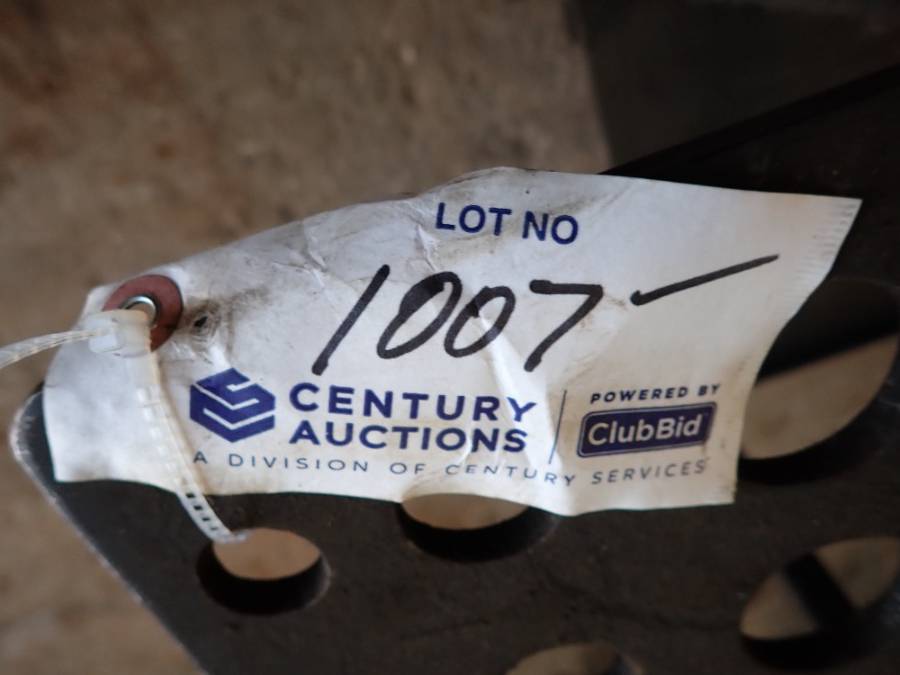 LOT NO
1007
CENTURY
AUCTIONS
A DIVISION OF CENTURY SERVICES
POWERED BY
ClubBid